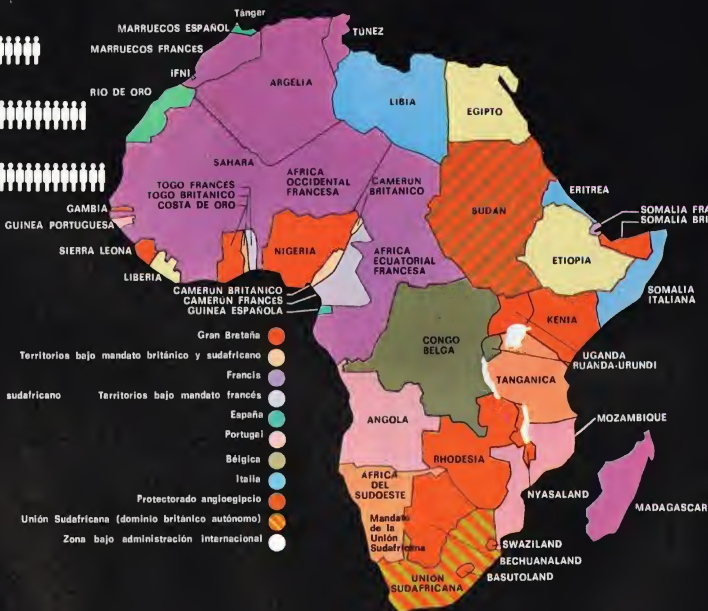 Tánger
MARRUECOS ESPAÑOL
TÚNEZ
MARRUECOS FRANCES
IFNI
ARGELIA
RIO DE ORO
LIBIA
EGIPTO
SAHARA
TOGO FRANCES
TOGO BRITANICO
COSTA DE ORO
AFRICA
OCCIDENTAL
FRANCESA
CAMERUN
BRITANICO
ERITREA
GAMBIA
GUINEA PORTUGUESA
SUDAN
SOMALIA FRA
SOMALIA BRI
SIERRA LEONA
NIGERIA
AFRICA
ECUATORIAL
FRANCESA
ETIOPIA
LIBERIA
CAMERUN BRITANICO
CAMERUN FRANCES
GUINEA ESPAÑOLA
SOMALIA
ITALIANA
KENIA
CONGO
BELGA
UGANDA
RUANDA-URUNDI
TANGANICA
Gran Bretaña
Territorios bajo mandato británico y sudafricano
Francis
sudafricano Territorios bajo mandato francés
España
Portugal
Bélgica
Italia
Protectorado angioegipcio
Unión Sudafricana (dominio británico autónomo)
Zona bajo administración internacional
ANGOLA
MOZAMBIQUE
RHODESIA
AFRICA
DEL
SUDOESTE
NYASALAND
MADAGASCAR
Mandato
de la
Unión
Sudafricana
SWAZILAND
BECHUANALAND
BASUTOLAND
UNION
SUDAFRICANA